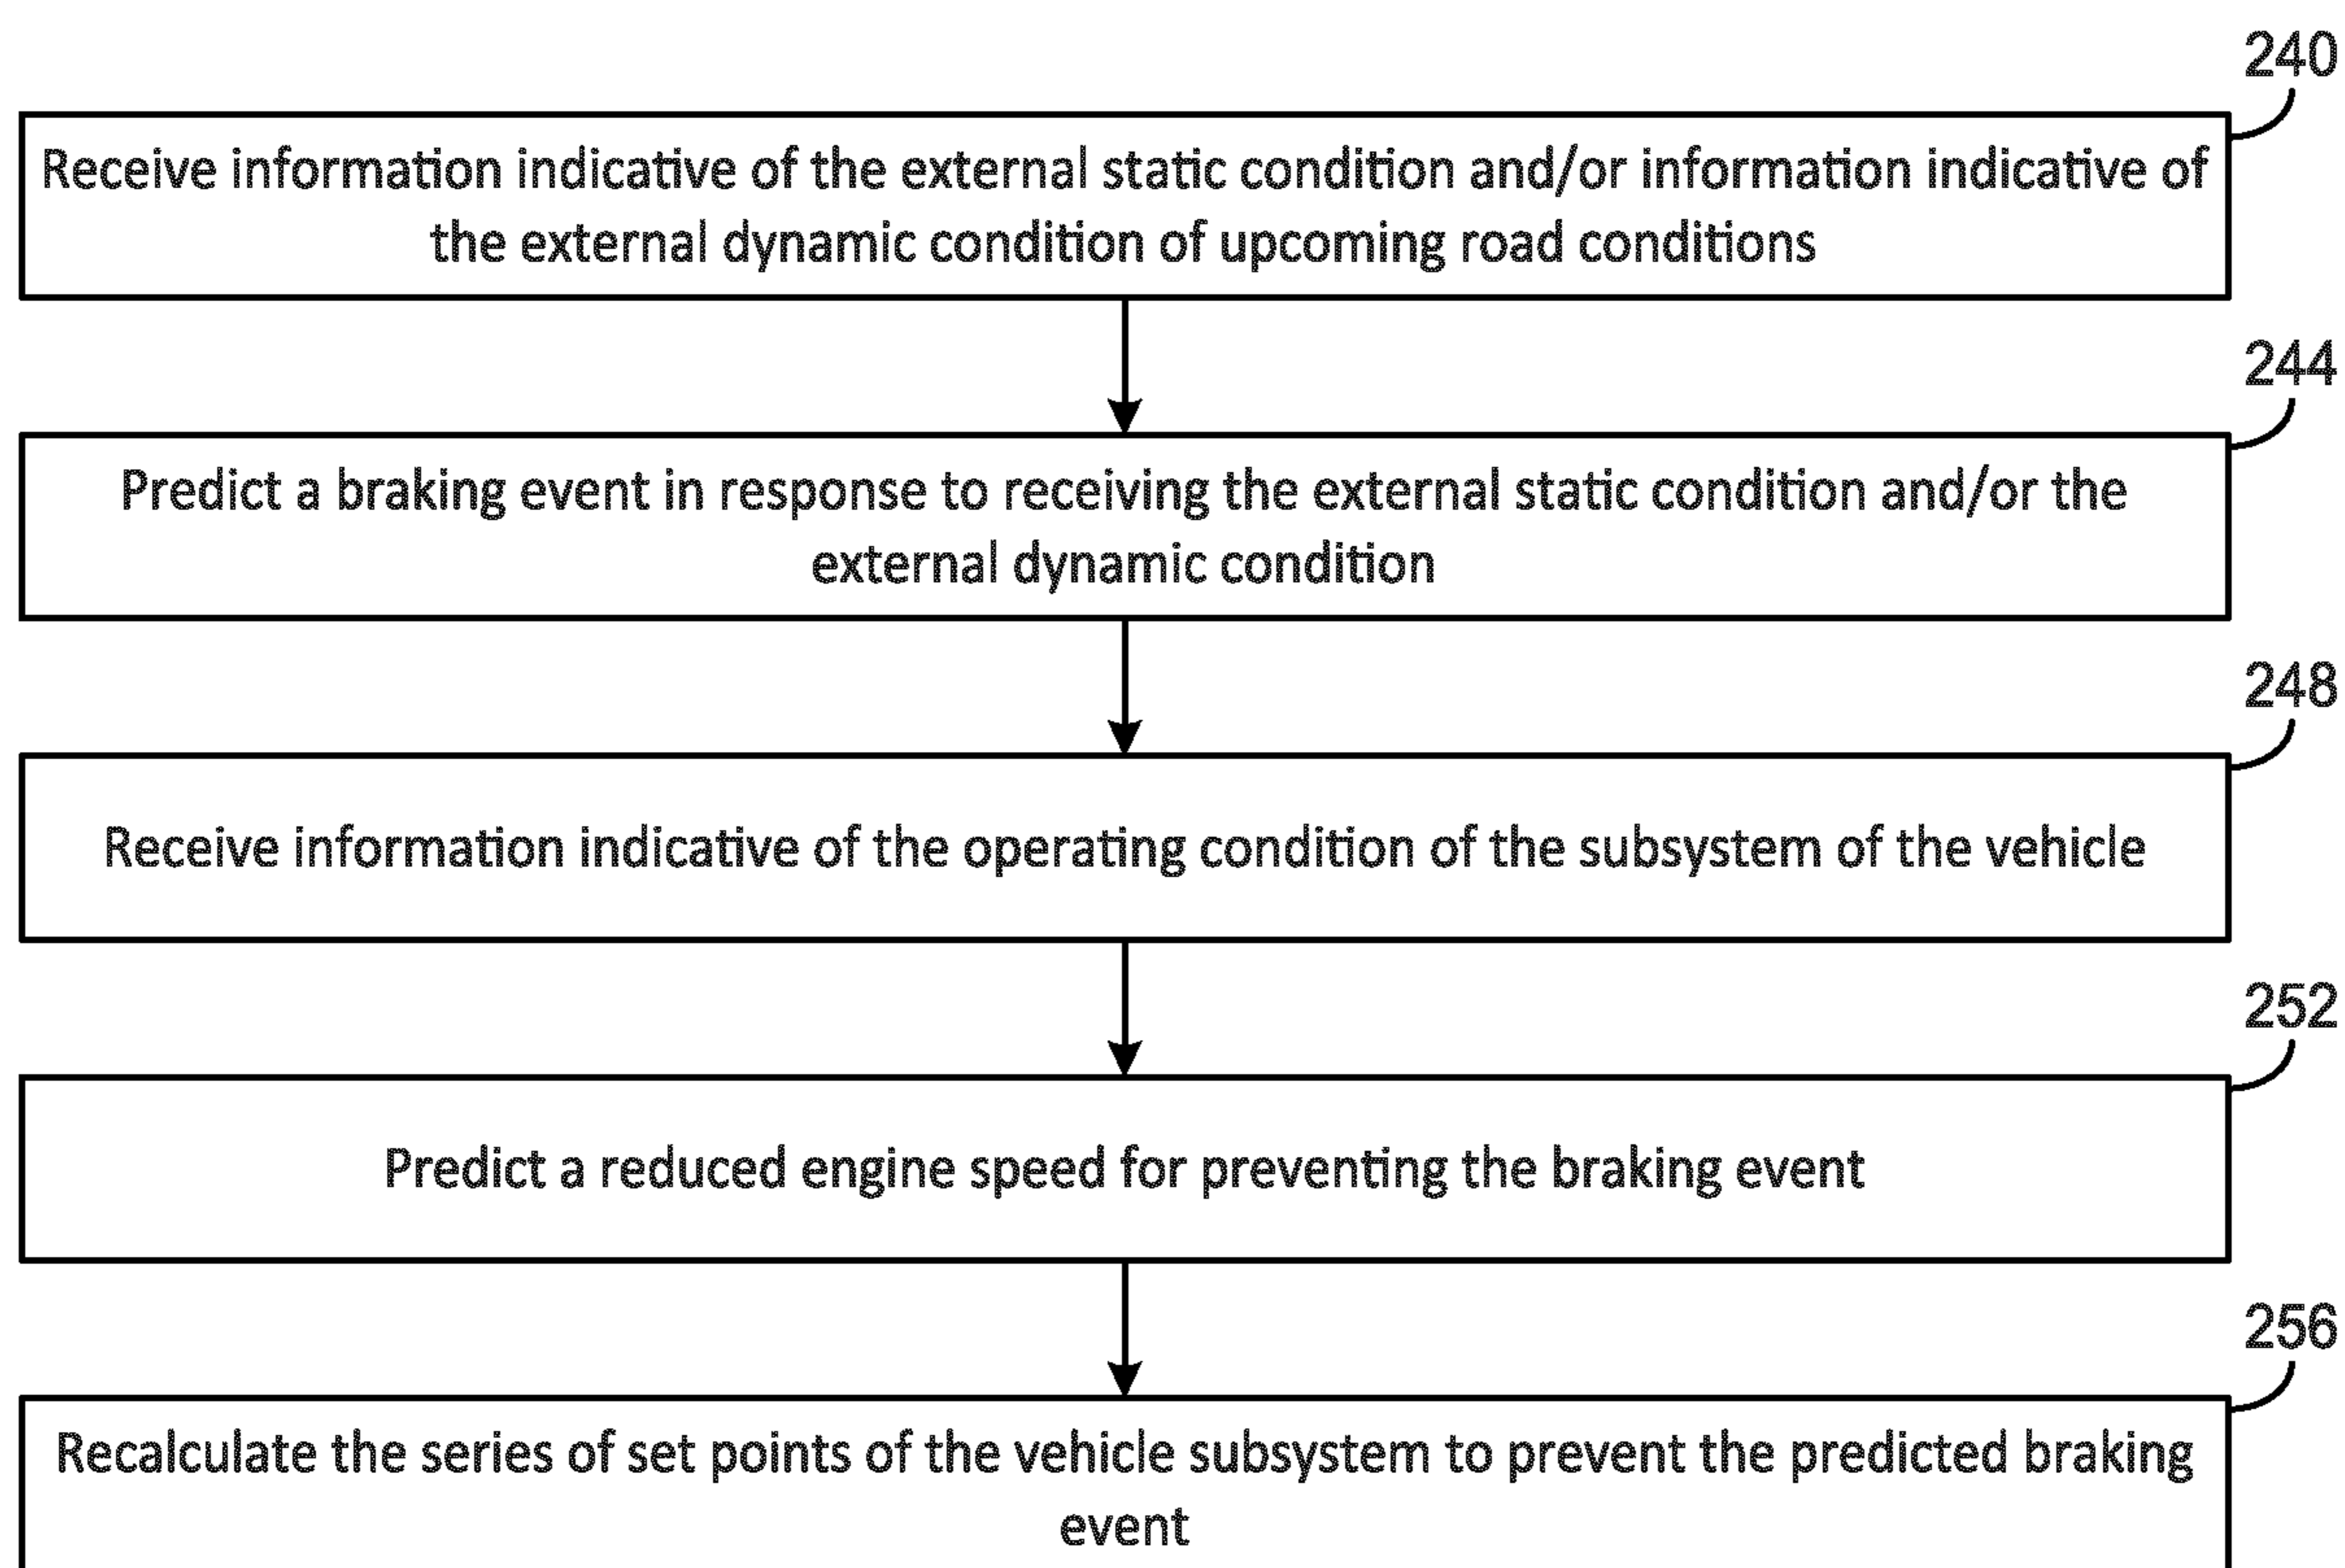 240
Receive information indicative of the external static condition and/or information indicative of
the external dynamic condition of upcoming road conditions
244
Predict a braking event in response to receiving the external static condition and/or the
external dynamic condition
248
Receive information indicative of the operating condition of the subsystem of the vehicle
252
Predict a reduced engine speed for preventing the braking event
256
Recalculate the series of set points of the vehicle subsystem to prevent the predicted braking
event